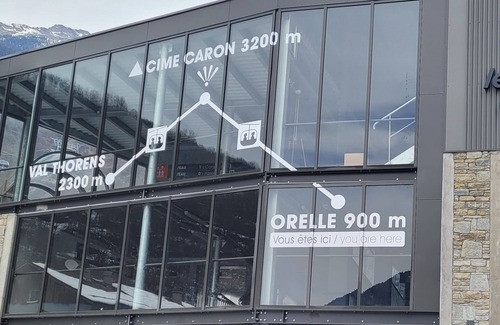 CIME CARON 3200 m
VAL THORENS
2300 m
ORELLE 900 m
Vous êtes ici / you are here